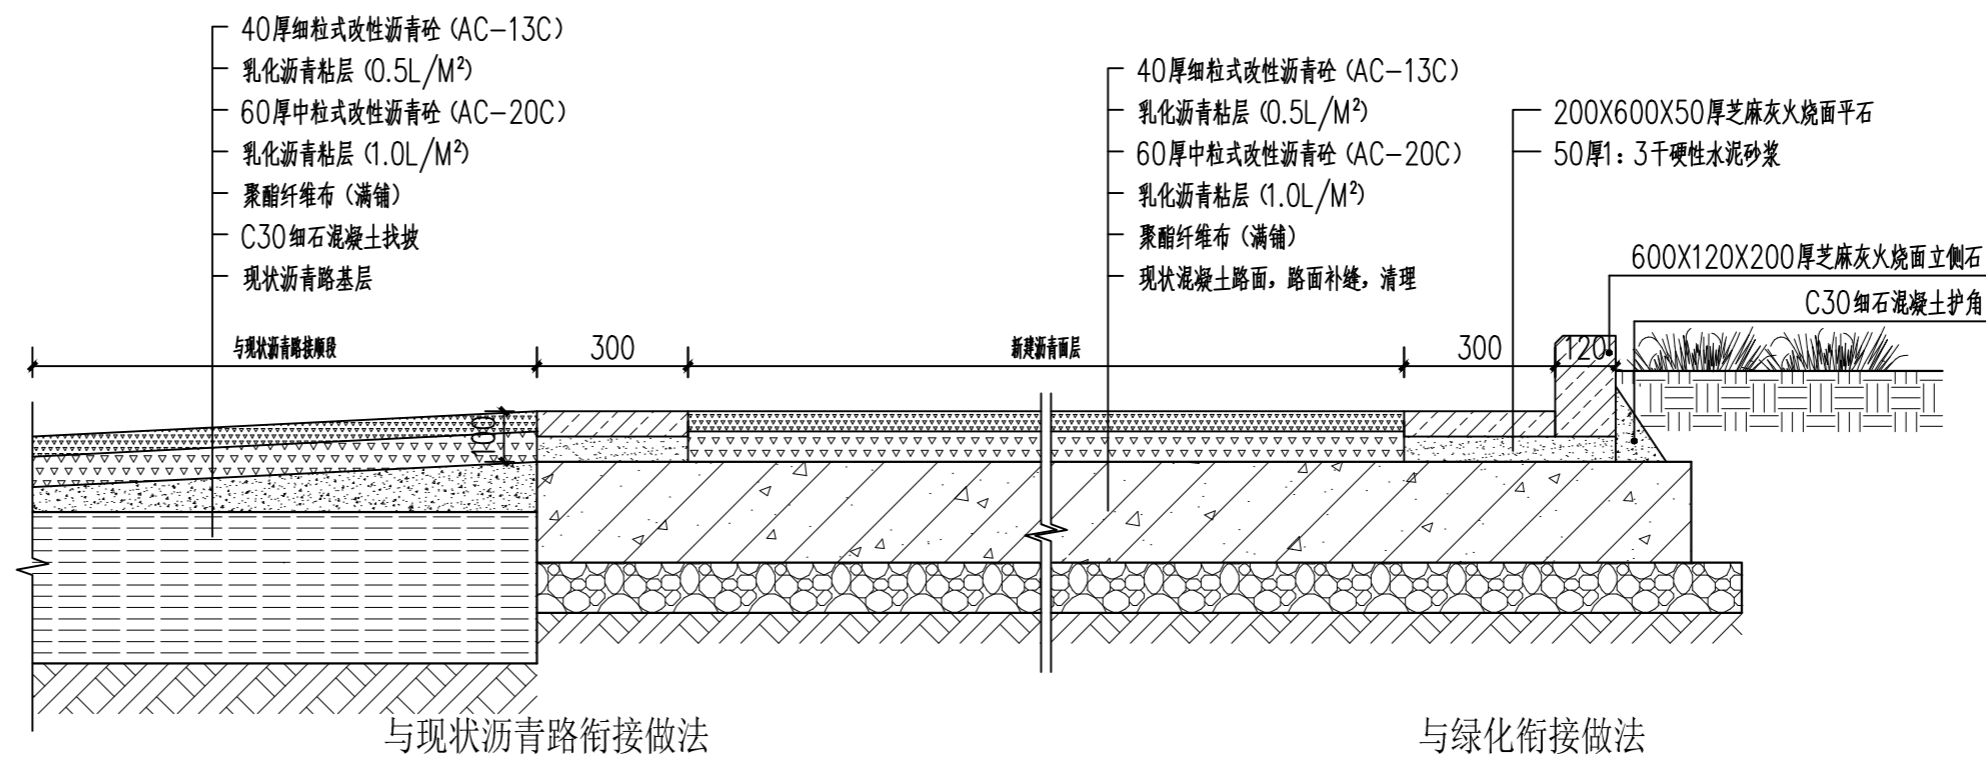 40厚细粒式改性沥青砼 (AC-13C)
乳化沥青粘层 (0.5L/M²)
60厚中粒式改性沥青砼 (AC-20C)
乳化沥青粘层 (1.0L/M²)
聚酯纤维布 (满铺)
C30细石混凝土找坡
现状沥青路基层
40厚细粒式改性沥青砼 (AC-13C)
乳化沥青粘层 (0.5L/M²)
60厚中粒式改性沥青砼 (AC-20C)
乳化沥青粘层 (1.0L/M²)
聚酯纤维布 (满铺)
现状混凝土路面，路面补缝，清理
200X600X50厚芝麻灰火烧面平石
50厚1：3干硬性水泥砂浆
600X120X200厚芝麻灰火烧面立侧石
C30细石混凝土护角
与现状沥青路接顺段
300
新建沥青面层
300
120
100
与现状沥青路衔接做法
与绿化衔接做法